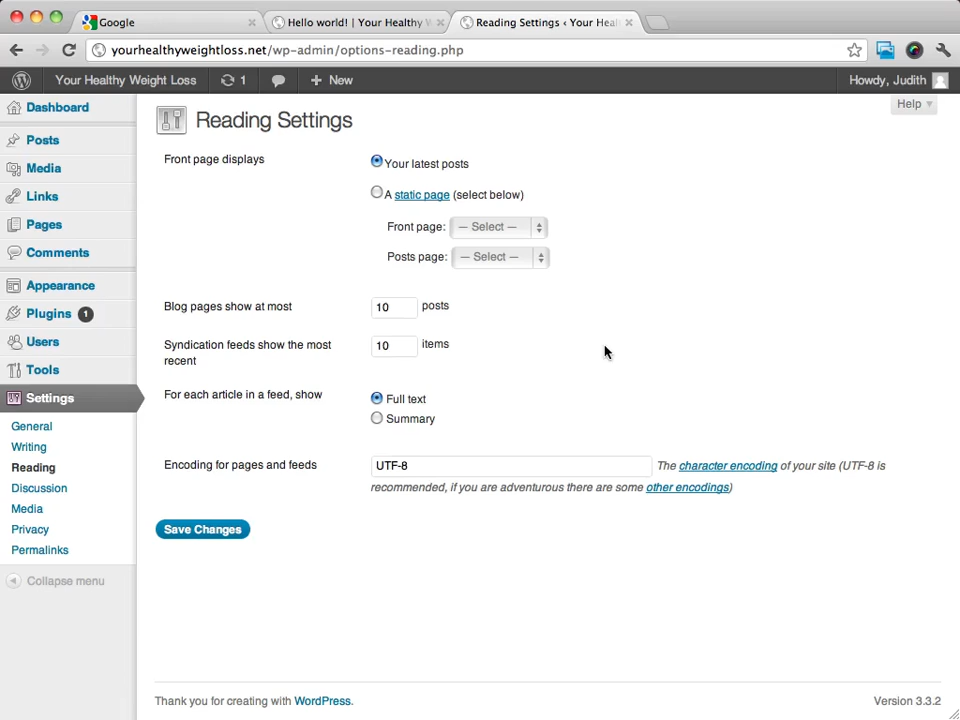 Google
Hello world! | Your Healthy W
Reading Settings ‹ Your Heal
yourhealthyweightloss.net/wp-admin/options-reading.php
Your Healthy Weight Loss
1
New
Howdy, Judith
Help
Dashboard
Posts
Media
Links
Pages
Comments
Appearance
Plugins 1
Users
Tools
Settings
General
Writing
Reading
Discussion
Media
Privacy
Permalinks
Collapse menu
Reading Settings
Front page displays
Your latest posts
A static page (select below)
Front page: — Select —
Posts page: — Select —
Blog pages show at most
10 posts
Syndication feeds show the most
recent
10 items
For each article in a feed, show
Full text
Summary
Encoding for pages and feeds
UTF-8
The character encoding of your site (UTF-8 is
recommended, if you are adventurous there are some other encodings)
Save Changes
Thank you for creating with WordPress.
Version 3.3.2